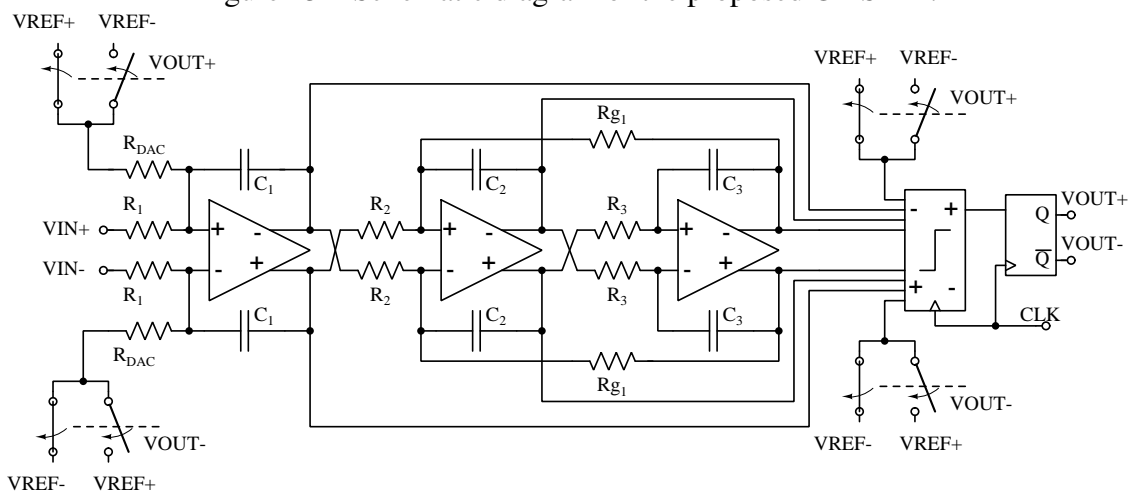 VREF+ VREF-
VOUT+
VREF+ VREF-
VOUT+
Rg1
RDAC
C1
C2
C3
R1
R2
R3
VIN+
+ -
+ -
+ -
- +
Q
VOUT+
VIN-
- +
- +
- +
+ -
Q
VOUT-
R1
R2
R3
CLK
C1
C2
C3
RDAC
Rg1
VOUT-
VREF- VREF+
VOUT-
VREF- VREF+